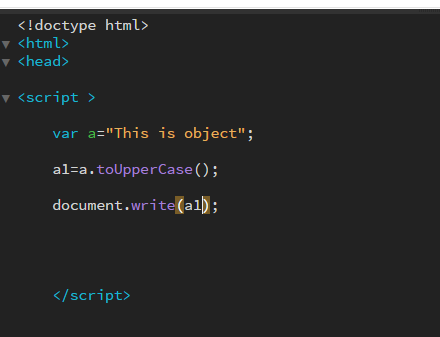 <!doctype html>
<html>
<head>
<script >
var a="This is object";
a1=a.toUpperCase();
document.write(a1);
</script>